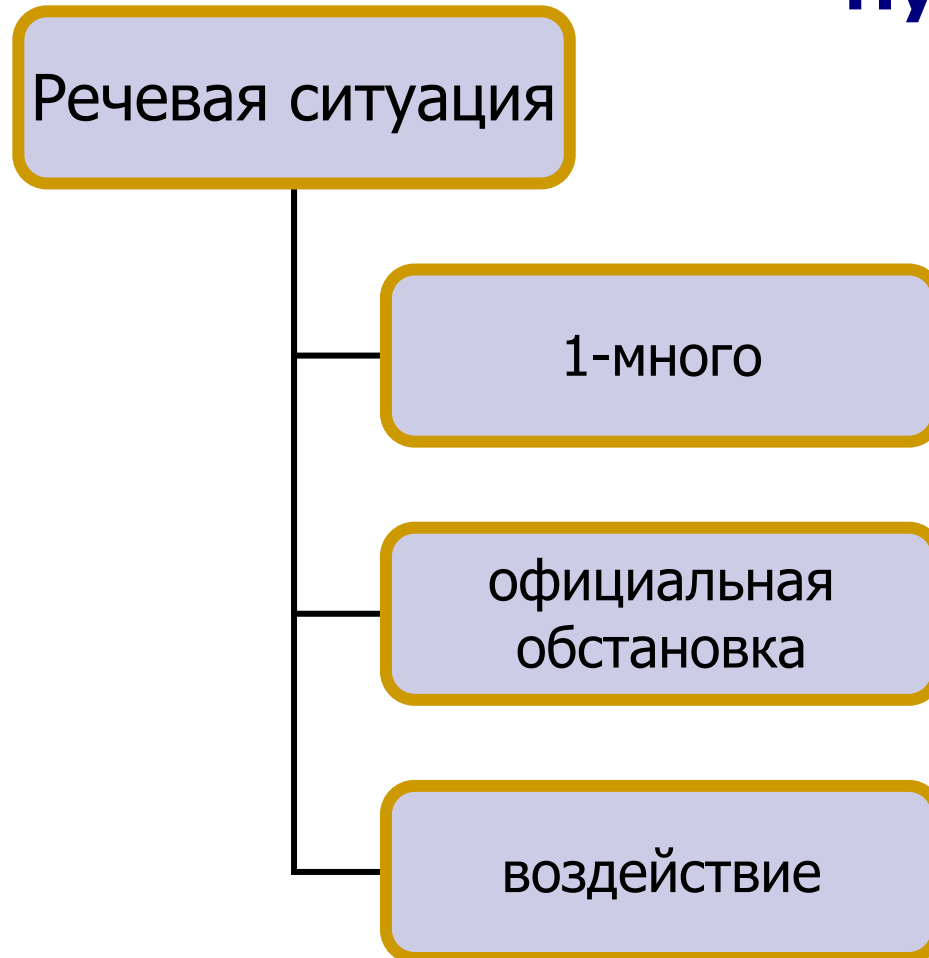 Речевая ситуация
1-много
официальная
обстановка
воздействие